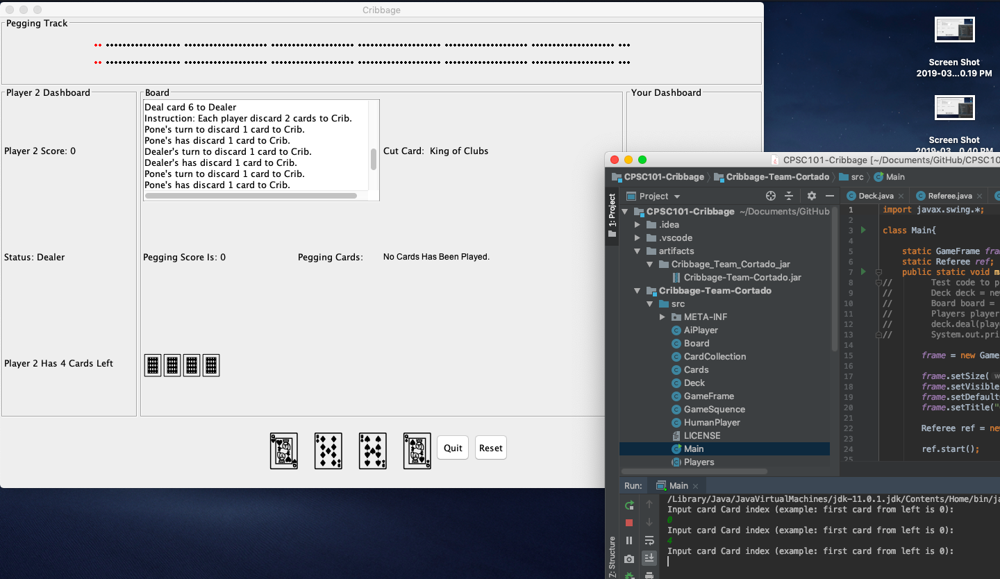 Cribbage
Pegging Track
Player 2 Dashboard
Board
Your Dashboard
Deal card 6 to Dealer
Instruction: Each player discard 2 cards to Crib.
Pone's turn to discard 1 card to Crib.
Pone's has discard 1 card to Crib.
Dealer's turn to discard 1 card to Crib.
Dealer's has discard 1 card to Crib.
Pone's turn to discard 1 card to Crib.
Pone's has discard 1 card to Crib.
Player 2 Score: 0
Cut Card: King of Clubs
Status: Dealer
Pegging Score Is: 0
Pegging Cards:
No Cards Has Been Played.
Player 2 Has 4 Cards Left
Quit
Reset
Screen Shot
2019-03...0.19 PM
Screen Shot
2019-03...0.40 PM
CPSC101-Cribbage [~/Documents/GitHub/CPSC10
CPSC101-Cribbage
Cribbage-Team-Cortado
src
Main
1: Project
Project
Deck.java
Referee.java
CPSC101-Cribbage ~/Documents/GitHub
.idea
.vscode
artifacts
Cribbage_Team_Cortado_jar
Cribbage-Team-Cortado.jar
Cribbage-Team-Cortado
src
META-INF
AiPlayer
Board
CardCollection
Cards
Deck
GameFrame
GameSquence
HumanPlayer
LICENSE
Main
Players
1 import javax.swing.*;
2
3 class Main{
4
5 static GameFrame fra
6 static Referee ref;
7 public static void m
8 // Test code to p
9 // Deck deck = new
10 // Board board =
11 // Players player
12 // deck.deal(playe
13 // System.out.pri
14
15 frame = new Game
16
17 frame.setSize( w
18 frame.setVisible
19 frame.setDefault
20 frame.setTitle("
21
22 Referee ref = new
23
24 ref.start();
25
Run:
Main
/Library/Java/JavaVirtualMachines/jdk-11.0.1.jdk/Contents/Home/bin/ja
Input card Card index (example: first card from left is 0):
0
Input card Card index (example: first card from left is 0):
4
Input card Card index (example: first card from left is 0):
7: Structure